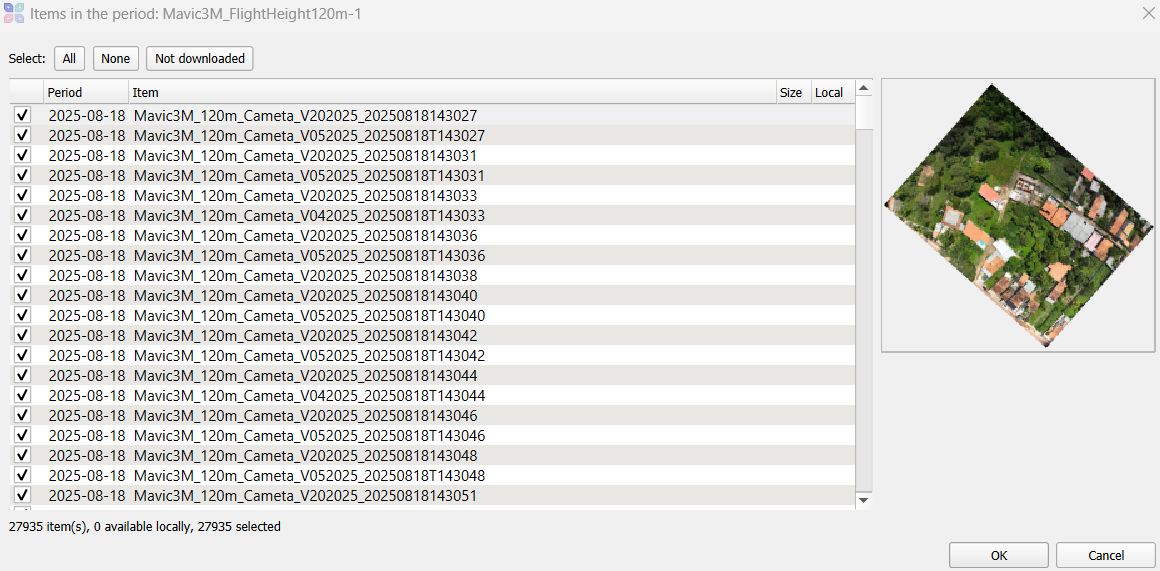 Items in the period: Mavic3M_FlightHeight120m-1
Select: All None Not downloaded
Period Item Size Local
2025-08-18 Mavic3M_120m_Cameta_V202025_20250818143027
2025-08-18 Mavic3M_120m_Cameta_V052025_20250818T143027
2025-08-18 Mavic3M_120m_Cameta_V202025_20250818143031
2025-08-18 Mavic3M_120m_Cameta_V052025_20250818T143031
2025-08-18 Mavic3M_120m_Cameta_V202025_20250818143033
2025-08-18 Mavic3M_120m_Cameta_V042025_20250818T143033
2025-08-18 Mavic3M_120m_Cameta_V202025_20250818143036
2025-08-18 Mavic3M_120m_Cameta_V052025_20250818T143036
2025-08-18 Mavic3M_120m_Cameta_V202025_20250818143038
2025-08-18 Mavic3M_120m_Cameta_V202025_20250818143040
2025-08-18 Mavic3M_120m_Cameta_V052025_20250818T143040
2025-08-18 Mavic3M_120m_Cameta_V202025_20250818143042
2025-08-18 Mavic3M_120m_Cameta_V052025_20250818T143042
2025-08-18 Mavic3M_120m_Cameta_V202025_20250818143044
2025-08-18 Mavic3M_120m_Cameta_V042025_20250818T143044
2025-08-18 Mavic3M_120m_Cameta_V202025_20250818143046
2025-08-18 Mavic3M_120m_Cameta_V052025_20250818T143046
2025-08-18 Mavic3M_120m_Cameta_V202025_20250818143048
2025-08-18 Mavic3M_120m_Cameta_V052025_20250818T143048
2025-08-18 Mavic3M_120m_Cameta_V202025_20250818143051
27935 item(s), 0 available locally, 27935 selected
OK Cancel